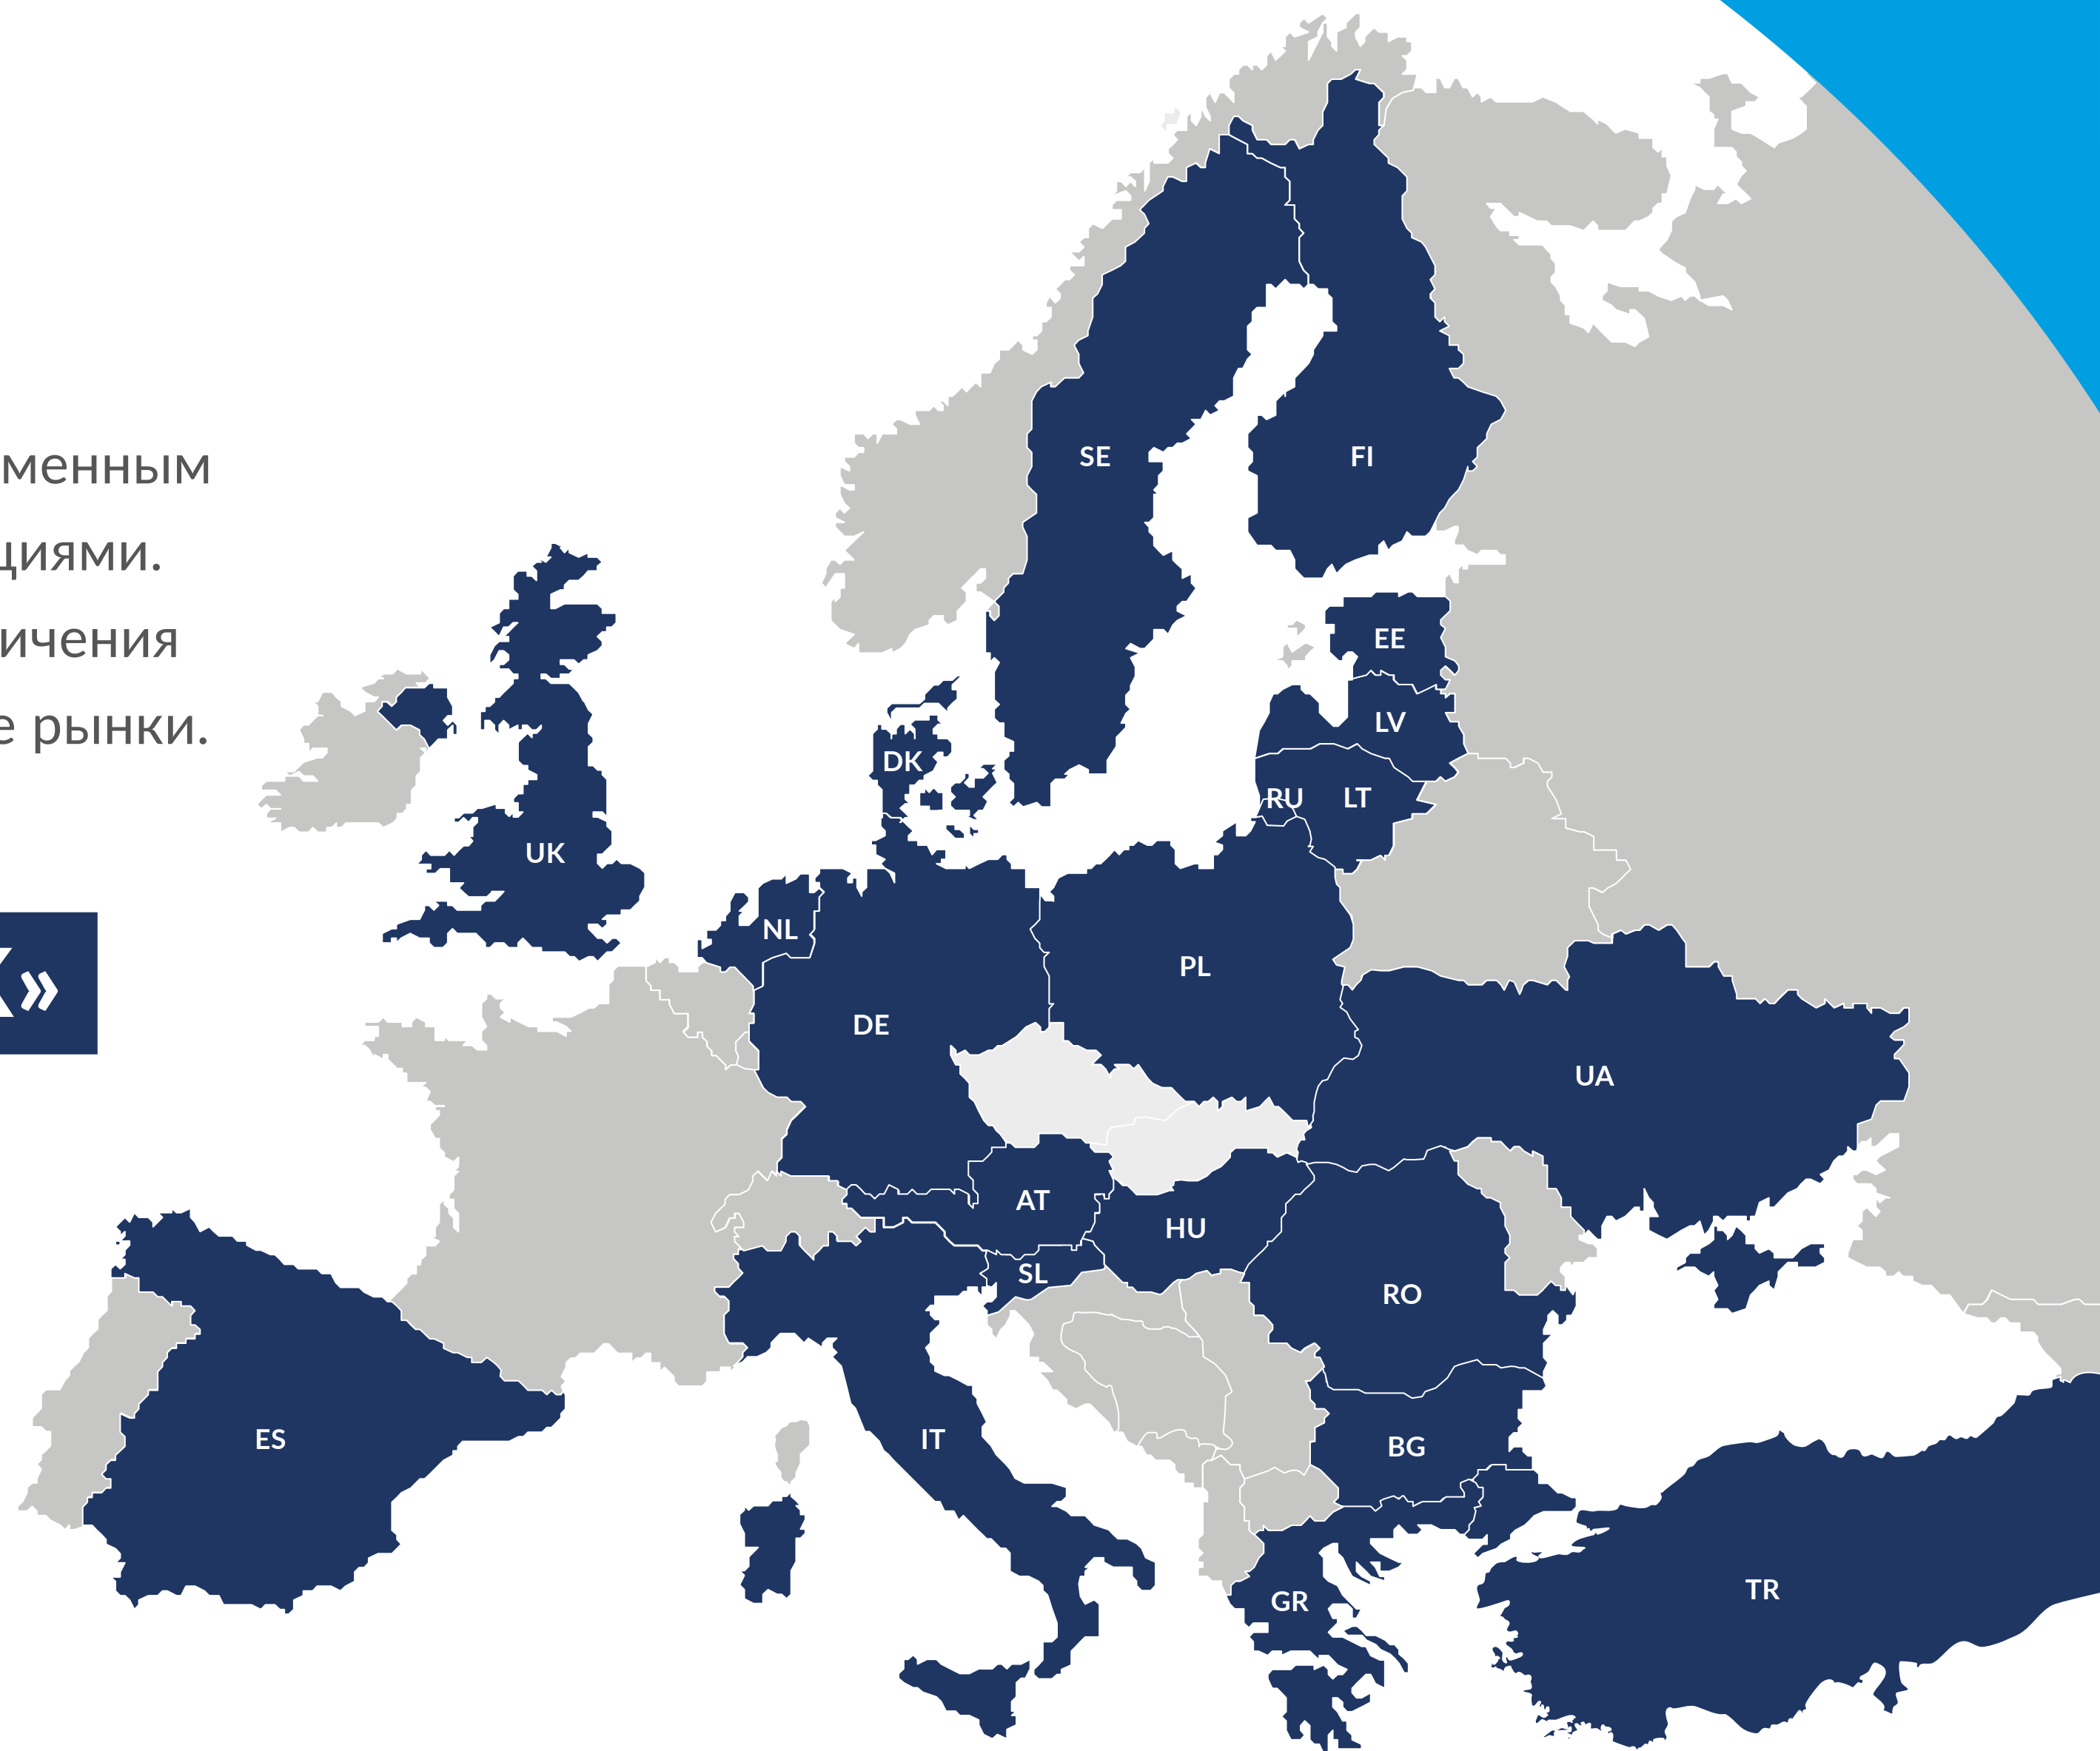 менным
циями.
ичения
е рынки.
К»
SE
FI
EE
LV
DK
RU
LT
UK
NL
PL
DE
UA
AT
HU
SL
RO
ES
IT
BG
TR
GR